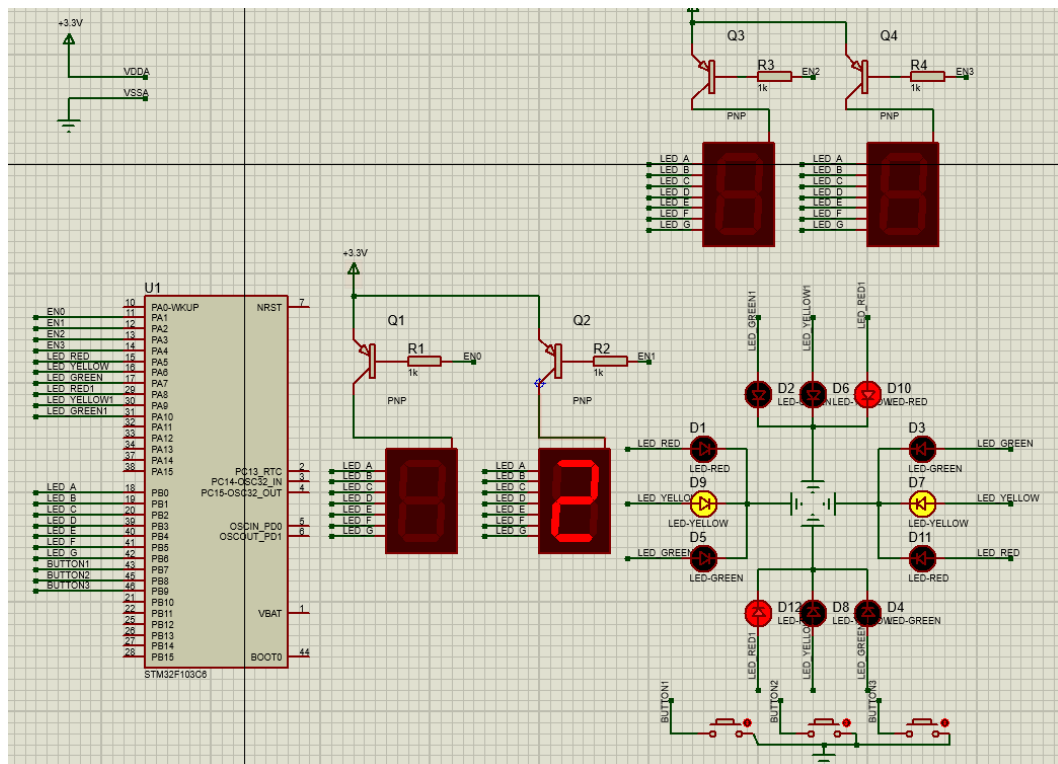 +3.3V
VDDA
VSSA
Q3
Q4
R3
EN2
1k
PNP
R4
EN3
1k
PNP
LED_A
LED_B
LED_C
LED_D
LED_E
LED_F
LED_G
LED_A
LED_B
LED_C
LED_D
LED_E
LED_F
LED_G
U1
EN0
EN1
EN2
EN3
LED_RED
LED_YELLOW
LED_GREEN
LED_RED1
LED_YELLOW1
LED_GREEN1
LED_A
LED_B
LED_C
LED_D
LED_E
LED_F
LED_G
BUTTON1
BUTTON2
BUTTON3
10 PA0-WKUP
11 PA1
12 PA2
13 PA3
14 PA4
15 PA5
16 PA6
17 PA7
29 PA8
30 PA9
31 PA10
32 PA11
33 PA12
34 PA13
37 PA14
38 PA15
18 PB0
19 PB1
20 PB2
39 PB3
40 PB4
41 PB5
42 PB6
43 PB7
45 PB8
46 PB9
21 PB10
22 PB11
25 PB12
26 PB13
27 PB14
28 PB15
NRST 7
PC13_RTC 2
PC14-OSC32_IN 3
PC15-OSC32_OUT 4
OSCIN_PD0 5
OSCOUT_PD1 6
VBAT 1
BOOT0 44
STM32F103C6
+3.3V
Q1
R1
EN0
1k
PNP
Q2
R2
EN1
1k
PNP
LED_A
LED_B
LED_C
LED_D
LED_E
LED_F
LED_G
LED_A
LED_B
LED_C
LED_D
LED_E
LED_F
LED_G
2
LED_GREEN1
LED_YELLOW1
LED_RED1
D2
D6
D10
LED-RED
LED_RED
D1
LED-RED
D3
LED_GREEN
LED-GREEN
D9
LED-YELLOW
D7
LED_YELLOW
LED-YELLOW
D5
LED-GREEN
D11
LED_RED
LED-RED
D12
D8
D4
LED-GREEN
LED_RED1
BUTTON1
BUTTON2
BUTTON3